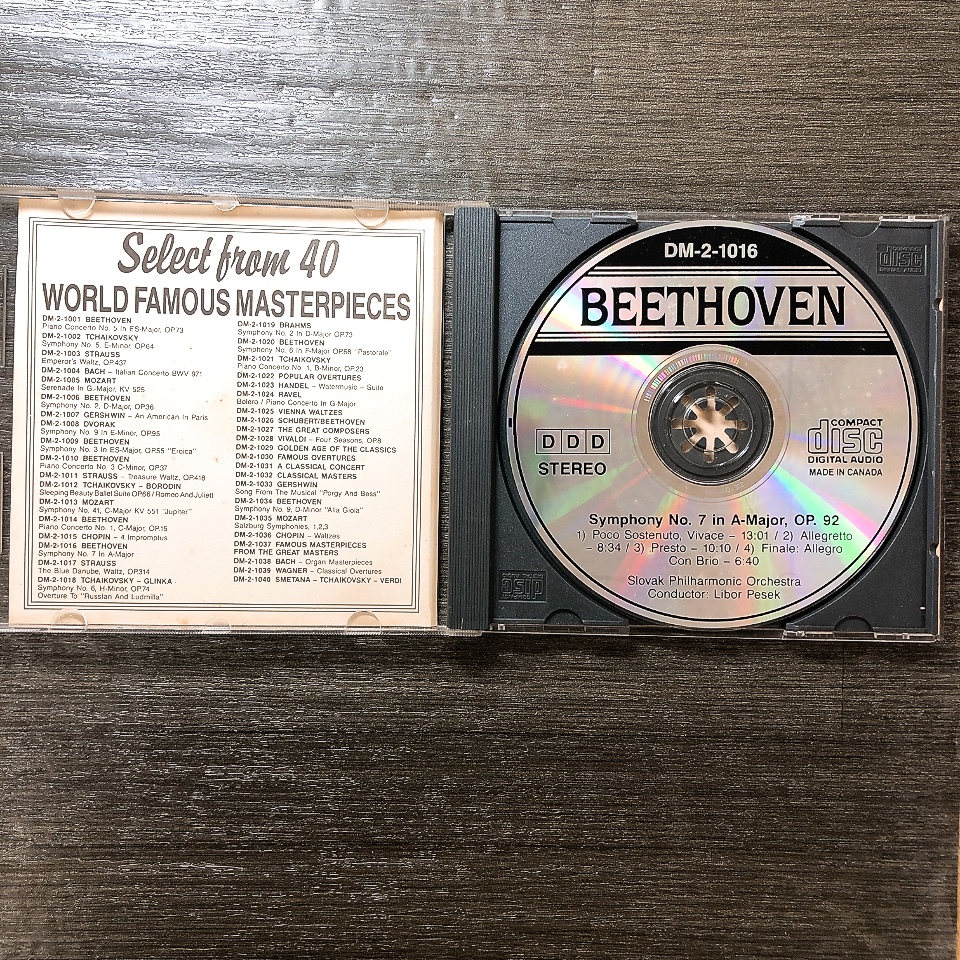 Select from 40
WORLD FAMOUS MASTERPIECES
DM-2-1001 BEETHOVEN
Piano Concerto No. 5 In ES-Major, OP.73
DM-2-1002 TCHAIKOVSKY
Symphony No. 5, E-Minor, OP.64
DM-2-1003 STRAUSS
Emperor's Waltz, OP.437
DM-2-1004 BACH – Italian Concerto BWV 971
DM-2-1005 MOZART
Serenade In G-Major, KV 525
DM-2-1006 BEETHOVEN
Symphony No. 2, D-Major, OP.36
DM-2-1007 GERSHWIN – An American In Paris
DM-2-1008 DVORAK
Symphony No. 9 In E-Minor, OP.95
DM-2-1009 BEETHOVEN
Symphony No. 3 In ES-Major, OP.55 "Eroica"
DM-2-1010 BEETHOVEN
Piano Concerto No. 3 C-Minor, OP.37
DM-2-1011 STRAUSS – Treasure Waltz, OP.418
DM-2-1012 TCHAIKOVSKY – BORODIN
Sleeping Beauty Ballet Suite OP.66 / Romeo And Juliett
DM-2-1013 MOZART
Symphony No. 41, C-Major KV 551 "Jupiter"
DM-2-1014 BEETHOVEN
Piano Concerto No. 1, C-Major, OP.15
DM-2-1015 CHOPIN – 4 Impromptus
DM-2-1016 BEETHOVEN
Symphony No. 7 In A-Major
DM-2-1017 STRAUSS
The Blue Danube, Waltz, OP.314
DM-2-1018 TCHAIKOVSKY – GLINKA
Symphony No. 6, H-Minor, OP.74
Overture To "Russlan And Ludmilla"
DM-2-1019 BRAHMS
Symphony No. 2 In D-Major, OP.73
DM-2-1020 BEETHOVEN
Symphony No. 6 In F-Major OP.68 "Pastorale"
DM-2-1021 TCHAIKOVSKY
Piano Concerto No. 1, B-Minor, OP.23
DM-2-1022 POPULAR OVERTURES
DM-2-1023 HANDEL – Watermusic – Suite
DM-2-1024 RAVEL
Bolero / Piano Concerto In G-Major
DM-2-1025 VIENNA WALTZES
DM-2-1026 SCHUBERT/BEETHOVEN
DM-2-1027 THE GREAT COMPOSERS
DM-2-1028 VIVALDI – Four Seasons, OP.8
DM-2-1029 GOLDEN AGE OF THE CLASSICS
DM-2-1030 FAMOUS OVERTURES
DM-2-1031 A CLASSICAL CONCERT
DM-2-1032 CLASSICAL MASTERS
DM-2-1033 GERSHWIN
Song From The Musical "Porgy And Bess"
DM-2-1034 BEETHOVEN
Symphony No. 9, D-Minor "Alla Gioia"
DM-2-1035 MOZART
Salzburg Symphonies, 1,2,3
DM-2-1036 CHOPIN – Waltzes
DM-2-1037 FAMOUS MASTERPIECES
FROM THE GREAT MASTERS
DM-2-1038 BACH – Organ Masterpieces
DM-2-1039 WAGNER – Classical Overtures
DM-2-1040 SMETANA – TCHAIKOVSKY – VERDI
DM-2-1016
BEETHOVEN
D D D
STEREO
COMPACT
disc
DIGITAL AUDIO
MADE IN CANADA
Symphony No. 7 in A-Major, OP. 92
1) Poco Sostenuto, Vivace – 13:01 / 2) Allegretto
– 8:34 / 3) Presto – 10:10 / 4) Finale: Allegro
Con Brio – 6:40
Slovak Philharmonic Orchestra
Conductor: Libor Pesek
COMPACT
disc
DIGITAL AUDIO
COMPACT
disc
DIGITAL AUDIO